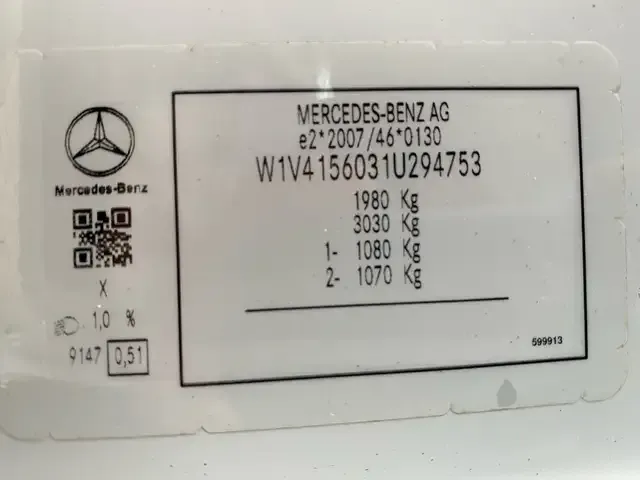 MERCEDES-BENZ AG
e2*2007/46*0130
W1V4156031U294753
1980 Kg
3030 Kg
1- 1080 Kg
2- 1070 Kg
599913
Mercedes-Benz
X
1,0 %
9147 0,51